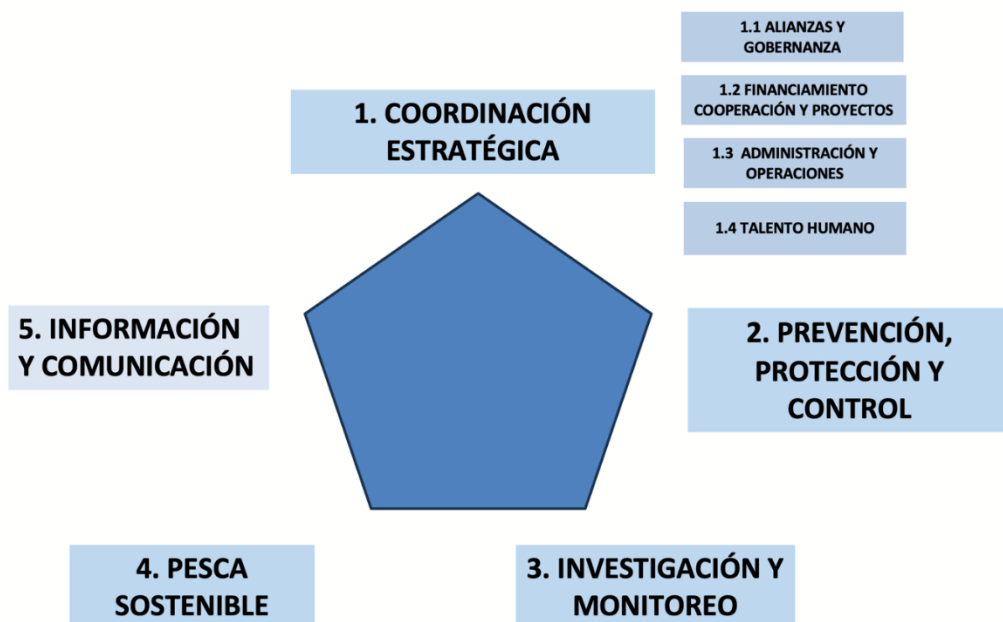 1.1 ALIANZAS Y
GOBERNANZA
1.2 FINANCIAMIENTO
COOPERACIÓN Y PROYECTOS
1. COORDINACIÓN
ESTRATÉGICA
1.3 ADMINISTRACIÓN Y
OPERACIONES
1.4 TALENTO HUMANO
5. INFORMACIÓN
Y COMUNICACIÓN
2. PREVENCIÓN,
PROTECCIÓN Y
CONTROL
4. PESCA
SOSTENIBLE
3. INVESTIGACIÓN Y
MONITOREO